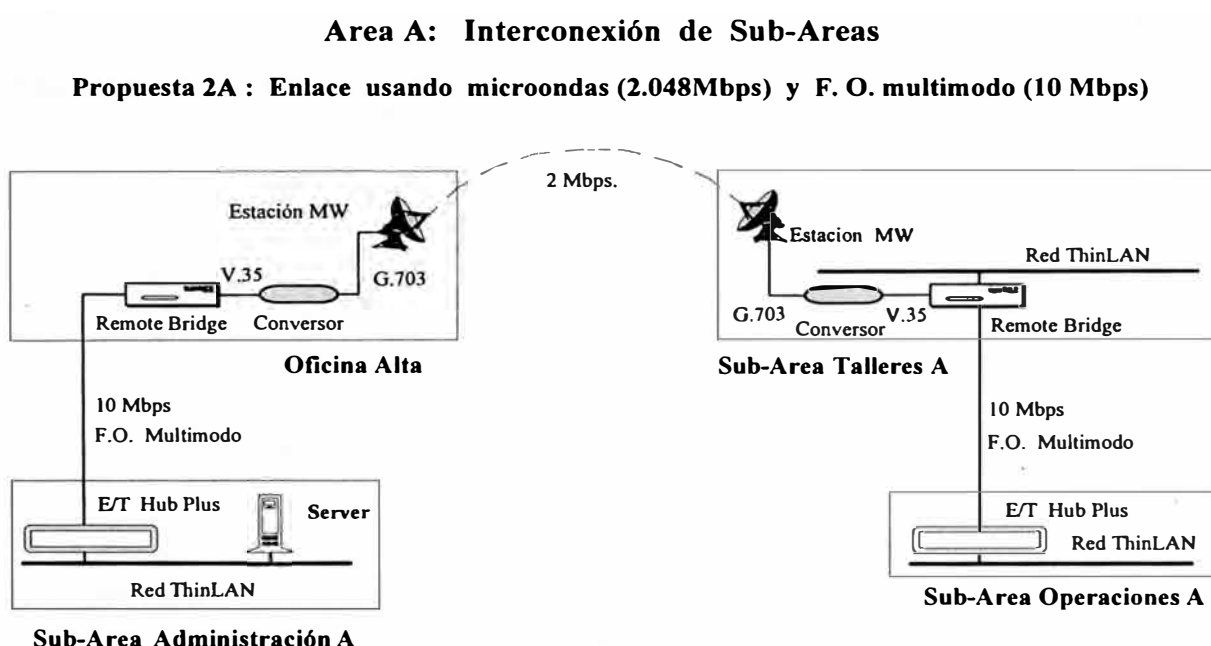 Area A: Interconexión de Sub-Areas
Propuesta 2A : Enlace usando microondas (2.048Mbps) y F. O. multimodo (10 Mbps)
2 Mbps.
Estación MW
V.35
G.703
Remote Bridge
Conversor
Oficina Alta
10 Mbps
F.O. Multimodo
E/T Hub Plus
Server
Red ThinLAN
Sub-Area Administración A
Estacion MW
Red ThinLAN
G.703
Conversor
V.35
Remote Bridge
Sub-Area Talleres A
10 Mbps
F.O. Multimodo
E/T Hub Plus
Red ThinLAN
Sub-Area Operaciones A